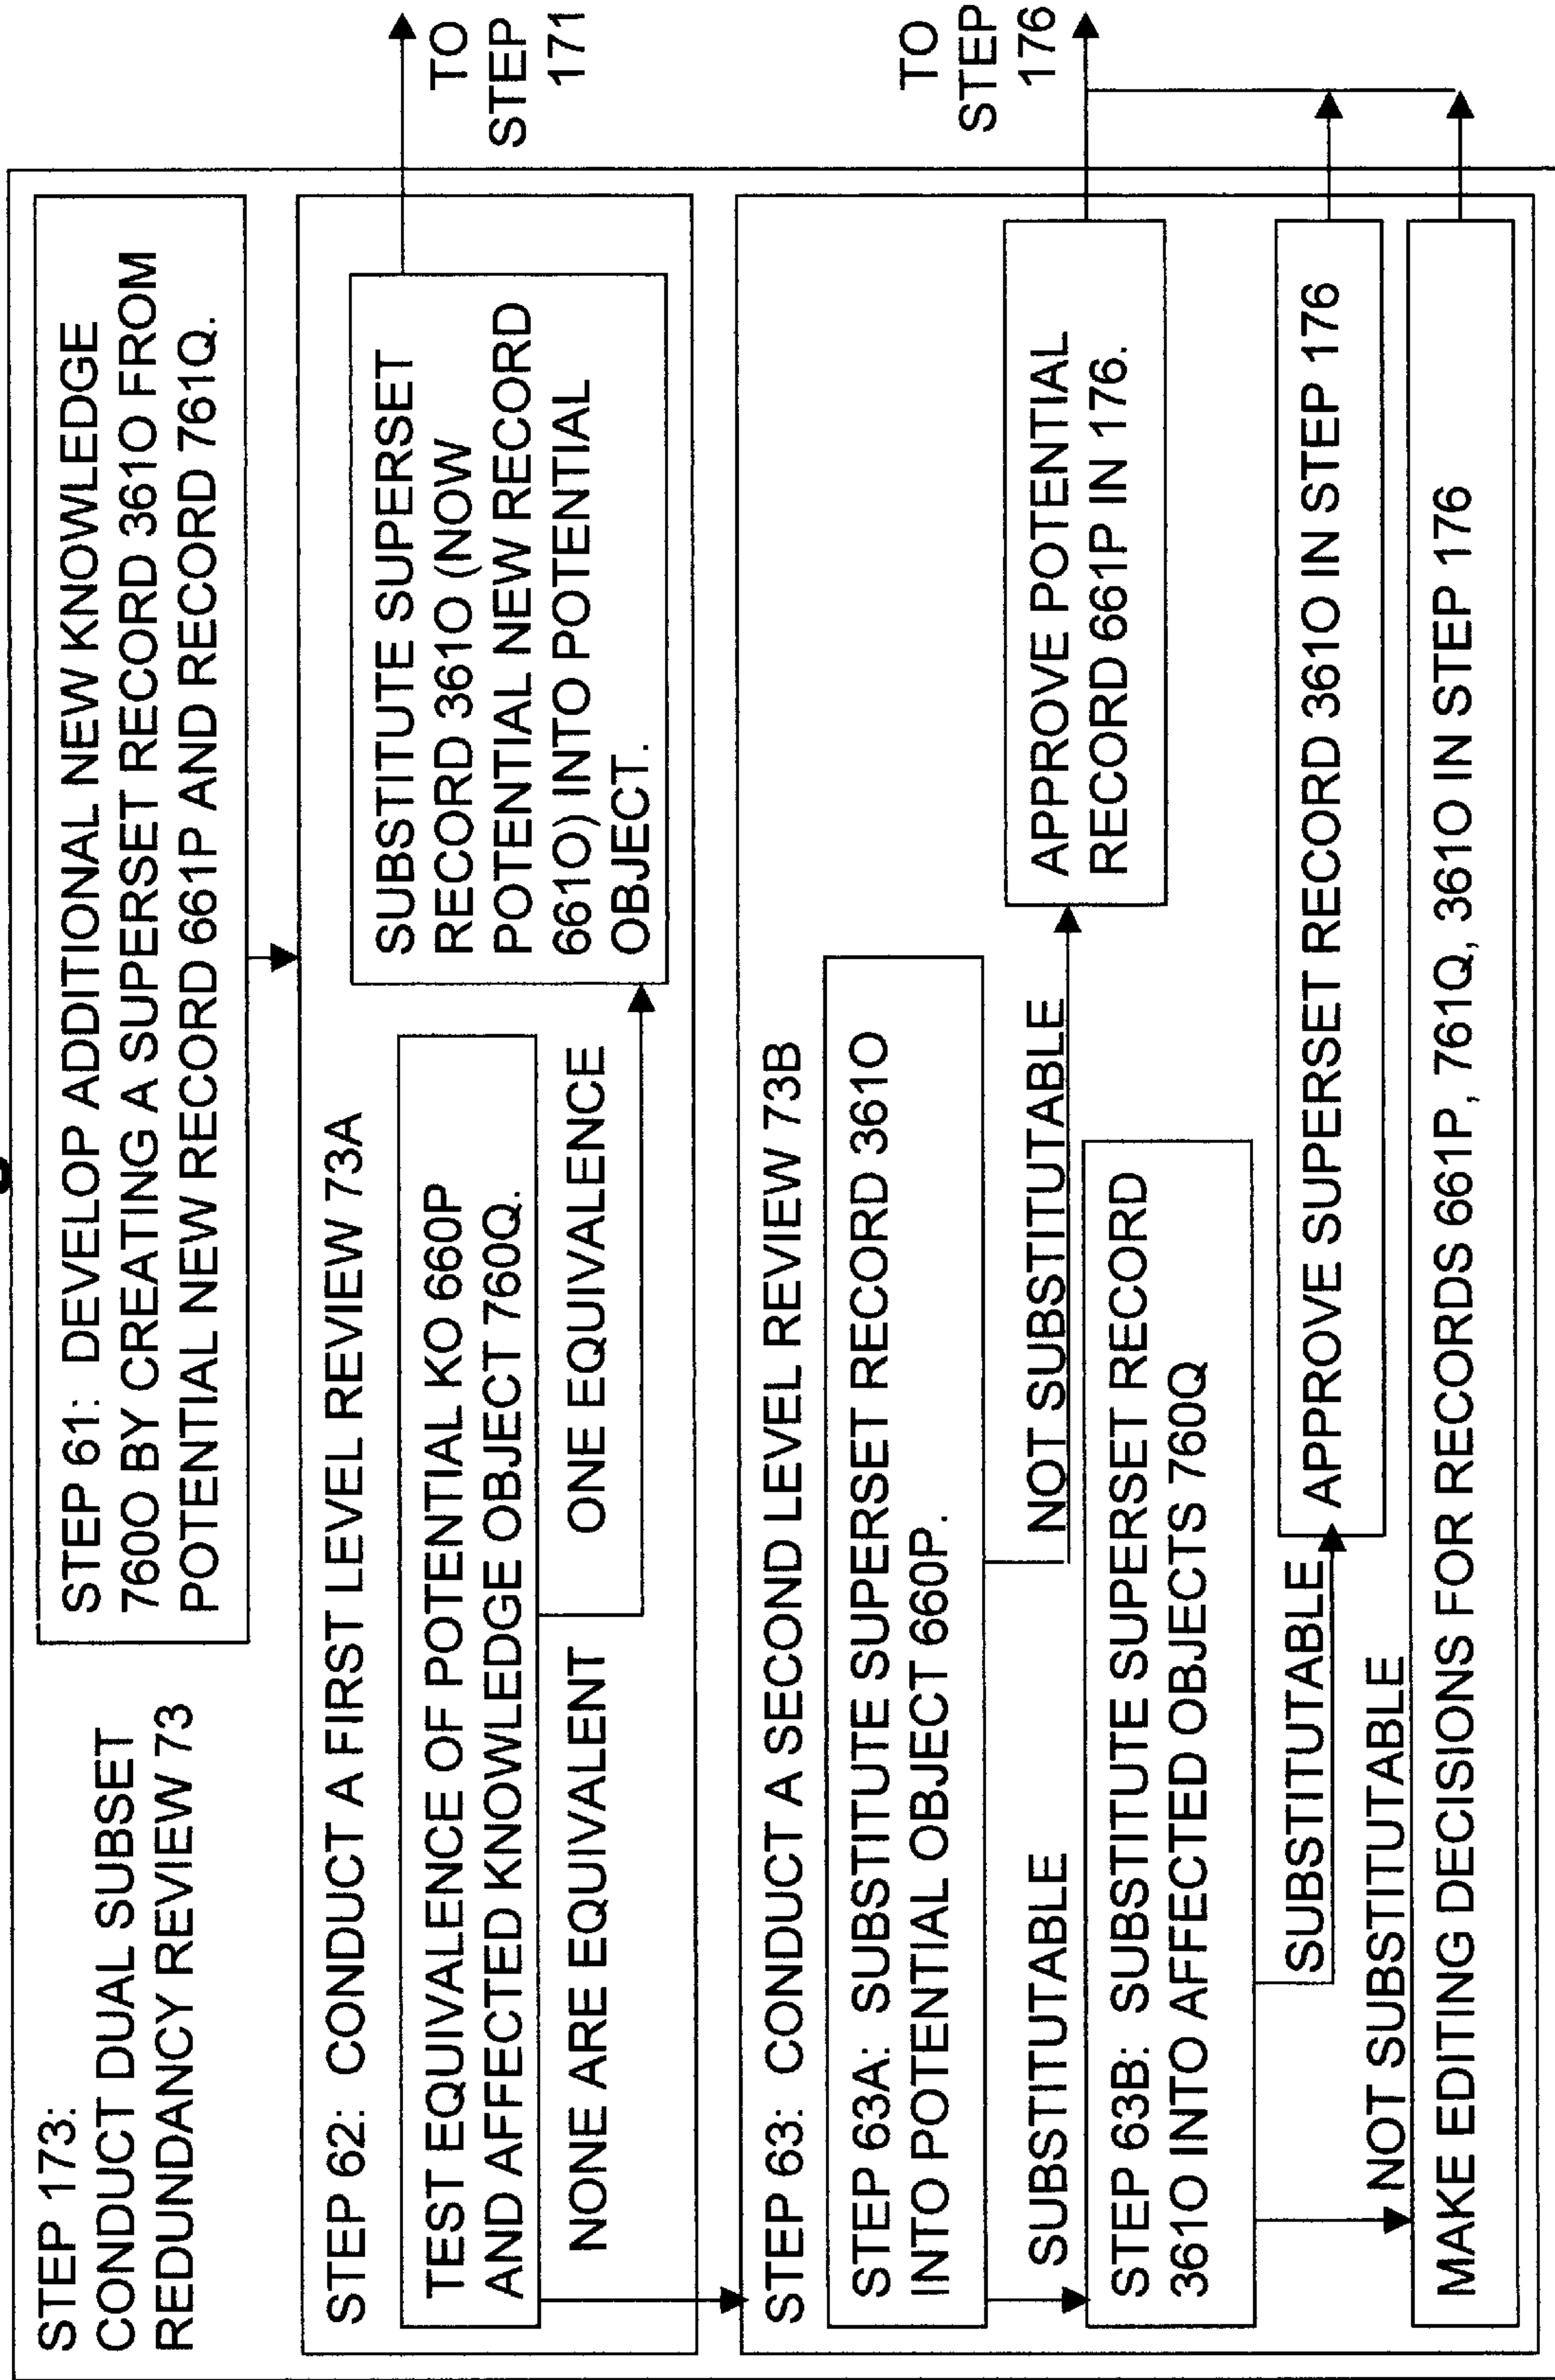 STEP 173:
CONDUCT DUAL SUBSET
REDUNDANCY REVIEW 73
STEP 61: DEVELOP ADDITIONAL NEW KNOWLEDGE
760O BY CREATING A SUPERSET RECORD 361O FROM
POTENTIAL NEW RECORD 661P AND RECORD 761Q.
STEP 62: CONDUCT A FIRST LEVEL REVIEW 73A
TEST EQUIVALENCE OF POTENTIAL KO 660P
AND AFFECTED KNOWLEDGE OBJECT 760Q.
NONE ARE EQUIVALENT
ONE EQUIVALENCE
SUBSTITUTE SUPERSET
RECORD 361O (NOW
POTENTIAL NEW RECORD
661O) INTO POTENTIAL
OBJECT.
TO
STEP
171
STEP 63: CONDUCT A SECOND LEVEL REVIEW 73B
STEP 63A: SUBSTITUTE SUPERSET RECORD 361O
INTO POTENTIAL OBJECT 660P.
SUBSTITUTABLE
NOT SUBSTITUTABLE
APPROVE POTENTIAL
RECORD 661P IN 176.
TO
STEP
176
STEP 63B: SUBSTITUTE SUPERSET RECORD
361O INTO AFFECTED OBJECTS 760Q
SUBSTITUTABLE
APPROVE SUPERSET RECORD 361O IN STEP 176
NOT SUBSTITUTABLE
MAKE EDITING DECISIONS FOR RECORDS 661P, 761Q, 361O IN STEP 176